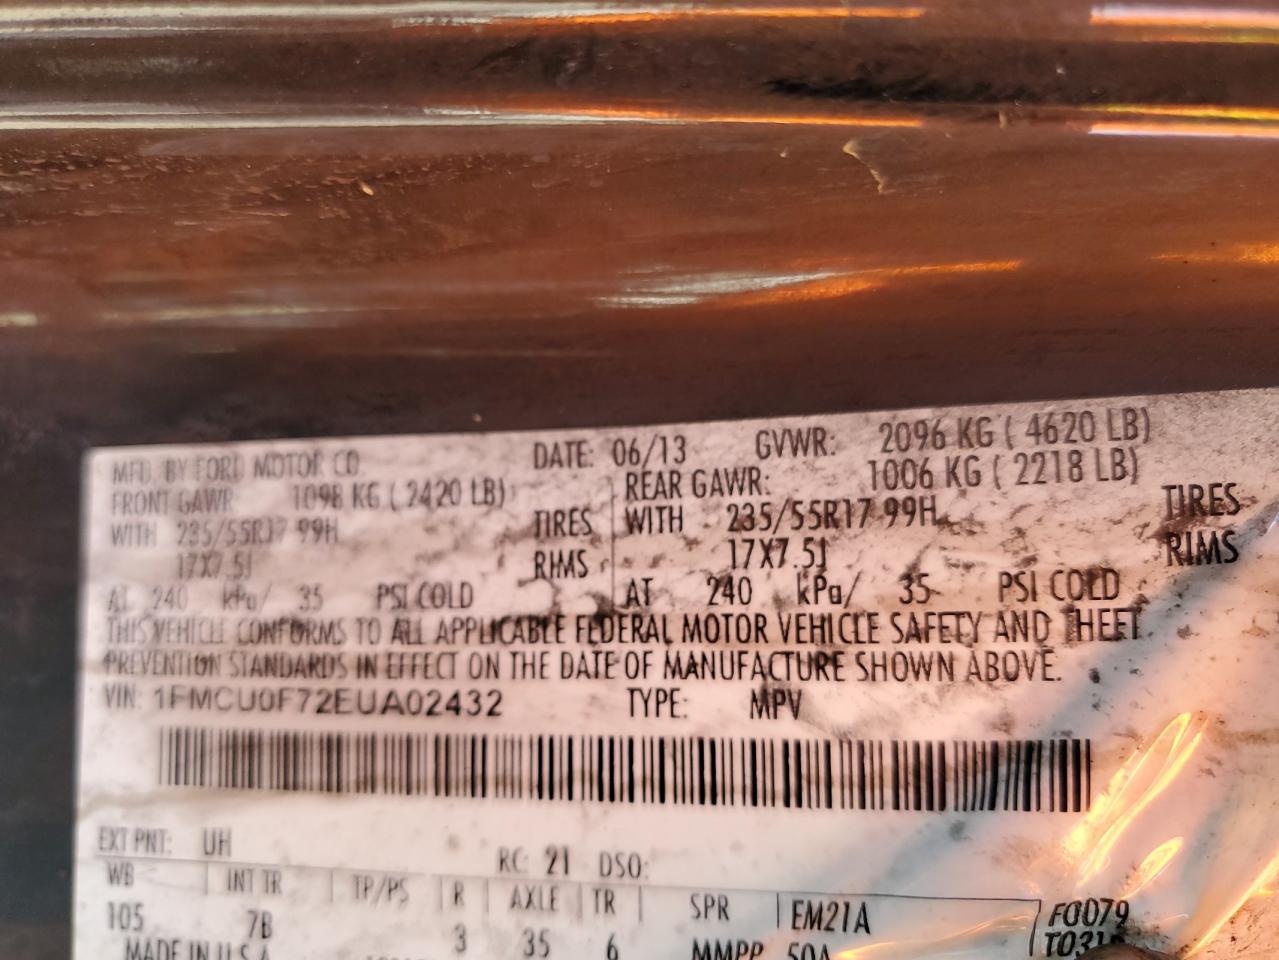 MFD. BY FORD MOTOR CO. DATE: 06/13 GVWR: 2096 KG ( 4620 LB)
FRONT GAWR: 1098 KG ( 2420 LB) REAR GAWR: 1006 KG ( 2218 LB)
WITH 235/55R17 99H TIRES WITH 235/55R17 99H TIRES
17X7.5J RIMS 17X7.5J RIMS
AT 240 kPa/ 35 PSI COLD AT 240 kPa/ 35 PSI COLD
THIS VEHICLE CONFORMS TO ALL APPLICABLE FEDERAL MOTOR VEHICLE SAFETY AND THEFT
PREVENTION STANDARDS IN EFFECT ON THE DATE OF MANUFACTURE SHOWN ABOVE.
VIN: 1FMCU0F72EUA02432 TYPE: MPV
EXT PNT: UH RC: 21 DSO:
WB INT TR TP/PS R AXLE TR SPR EM21A F0079
105 7B 3 35 6
MADE IN U.S.A.